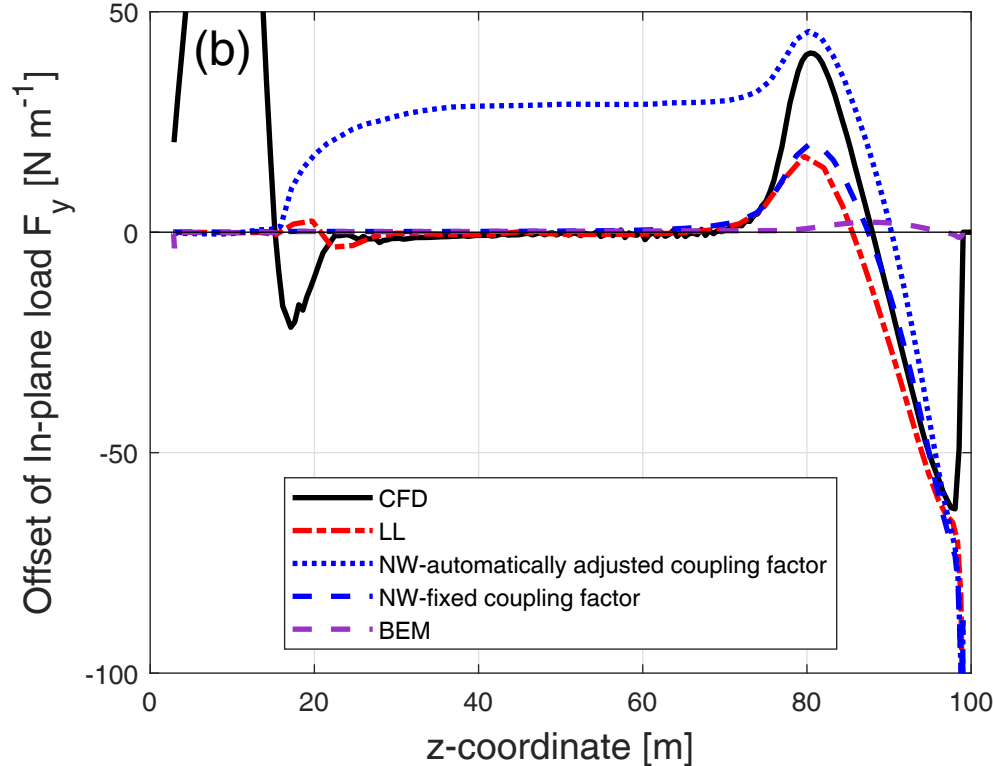 (b)
50
0
-50
-100
Offset of In-plane load F_y [N m⁻¹]
CFD
LL
NW-automatically adjusted coupling factor
NW-fixed coupling factor
BEM
0 20 40 60 80 100
z-coordinate [m]